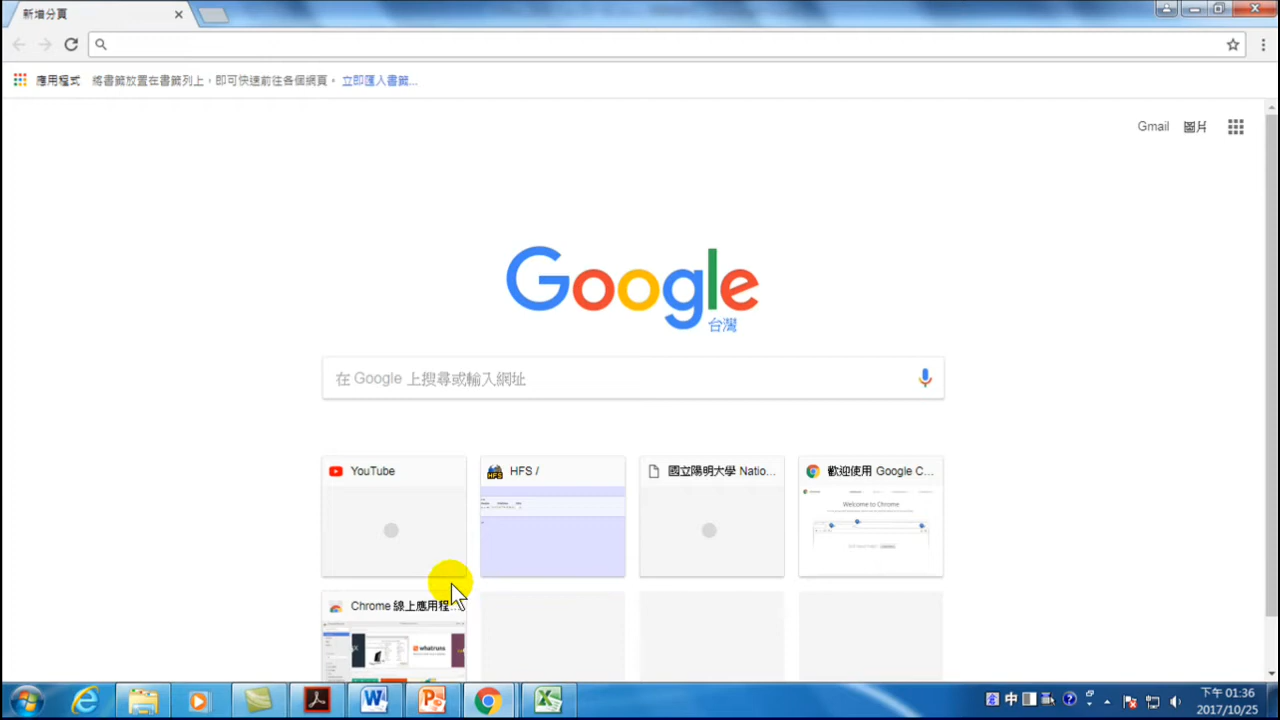 新增分頁
應用程式 將書籤放置在書籤列上，即可快速前往各個網頁。 立即匯入書籤...
Gmail 圖片
Google
台灣
在 Google 上搜尋或輸入網址
YouTube
HFS /
國立陽明大學 Natio...
歡迎使用 Google C...
Welcome to Chrome
Chrome 線上應用程...
whatruns
中
下午 01:36
2017/10/25